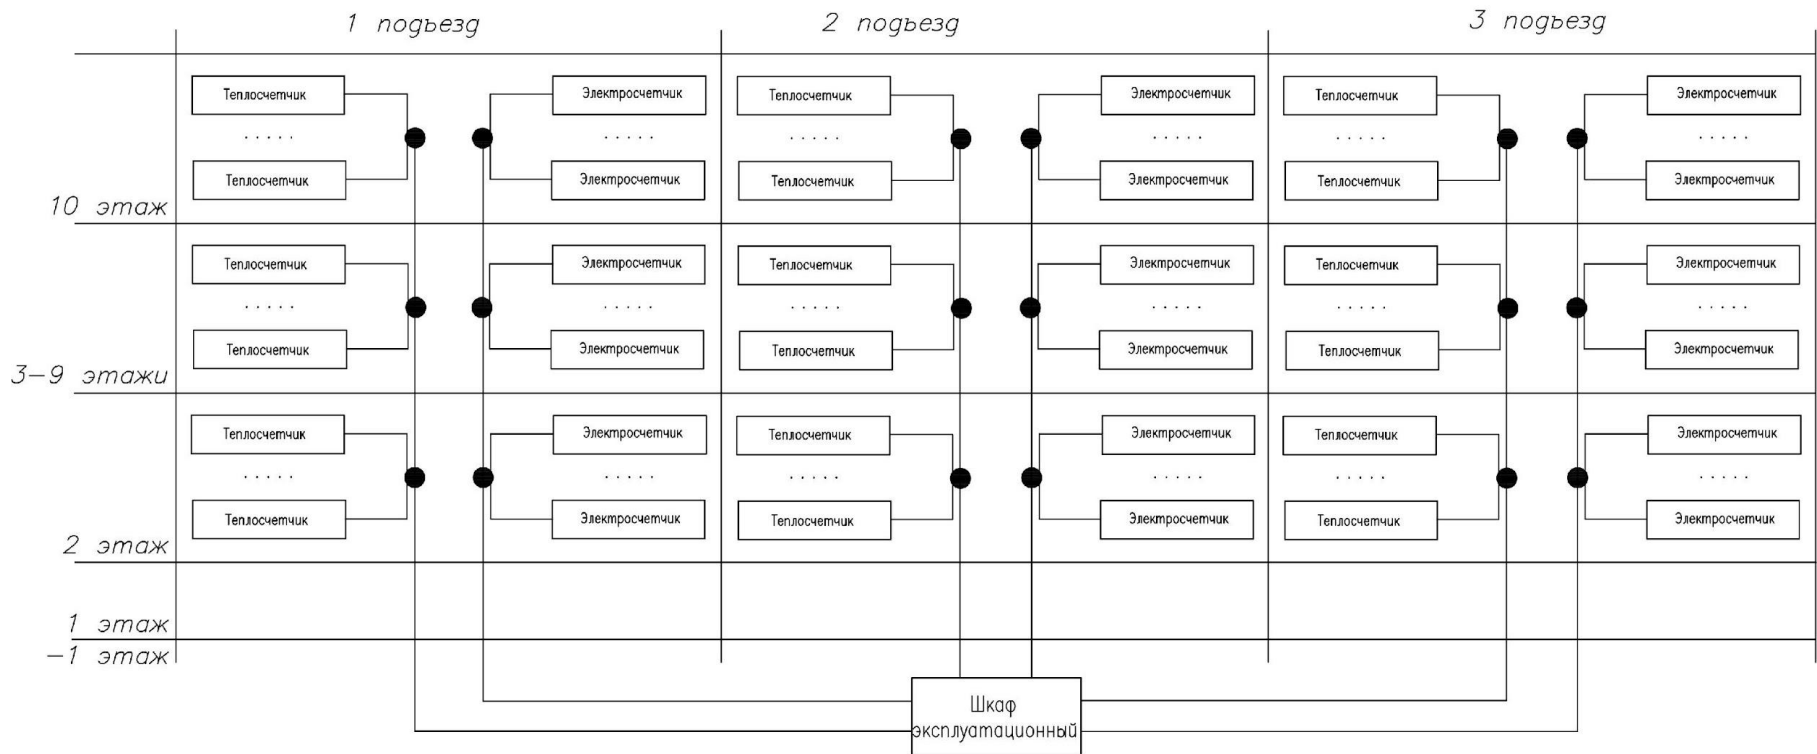 1 подъезд 2 подъезд 3 подъезд
Теплосчетчик Электросчетчик Теплосчетчик Электросчетчик Теплосчетчик Электросчетчик
..... ..... ..... ..... ..... .....
Теплосчетчик Электросчетчик Теплосчетчик Электросчетчик Теплосчетчик Электросчетчик
10 этаж
Теплосчетчик Электросчетчик Теплосчетчик Электросчетчик Теплосчетчик Электросчетчик
..... ..... ..... ..... ..... .....
Теплосчетчик Электросчетчик Теплосчетчик Электросчетчик Теплосчетчик Электросчетчик
3-9 этажи
Теплосчетчик Электросчетчик Теплосчетчик Электросчетчик Теплосчетчик Электросчетчик
..... ..... ..... ..... ..... .....
Теплосчетчик Электросчетчик Теплосчетчик Электросчетчик Теплосчетчик Электросчетчик
2 этаж
1 этаж
-1 этаж
Шкаф
эксплуатационный